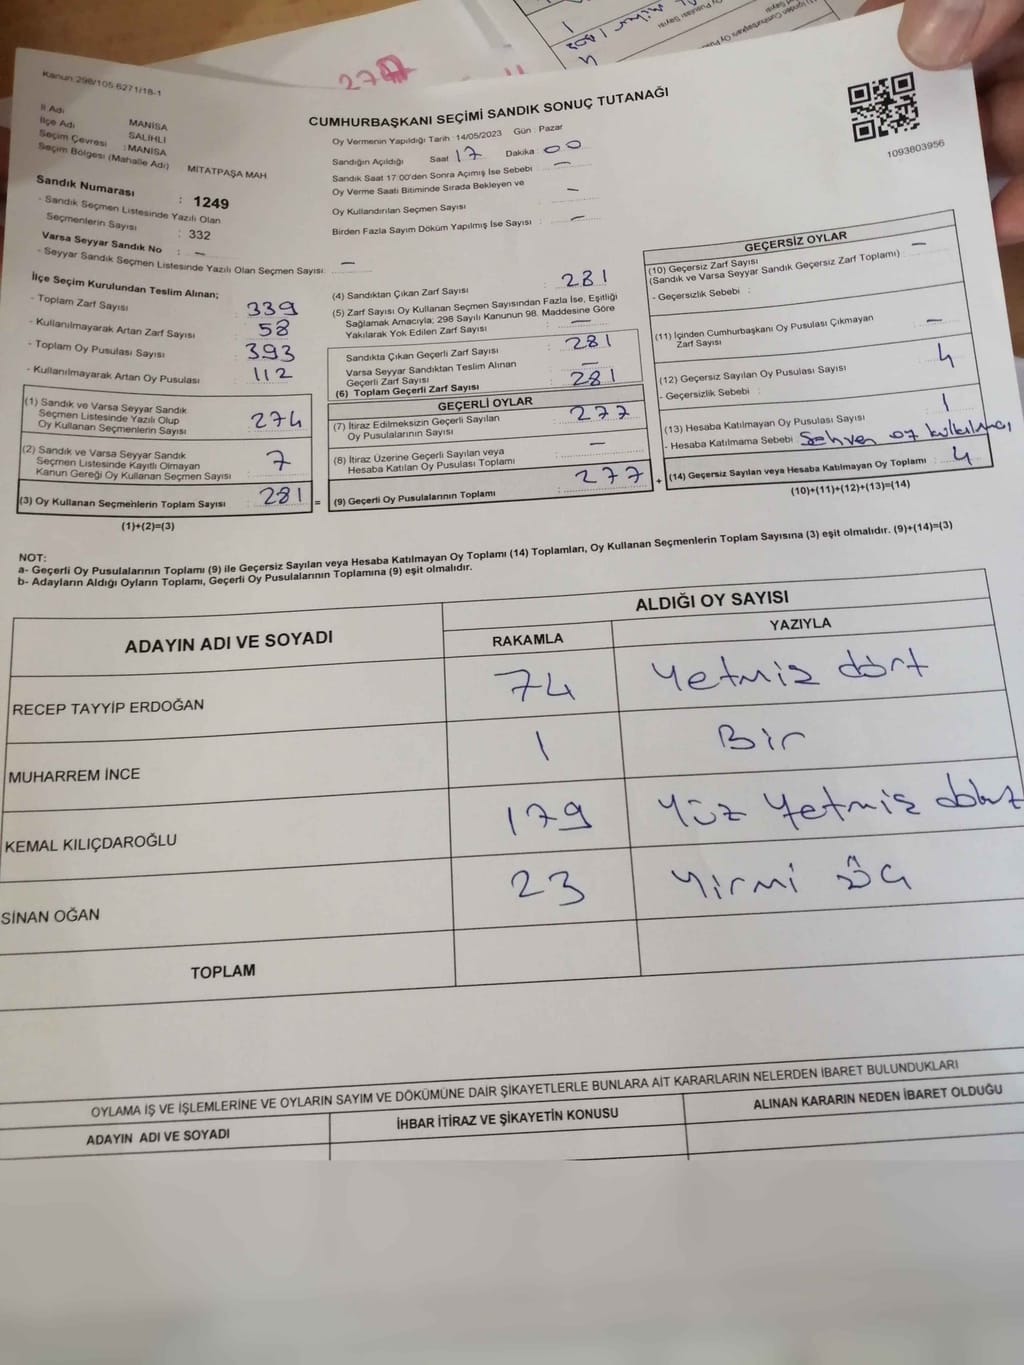 Kanun:298/105 6271/18-1
CUMHURBAŞKANI SEÇİMİ SANDIK SONUÇ TUTANAĞI
İl Adı MANİSA
İlçe Adı SALİHLİ
Seçim Çevresi : MANİSA
Seçim Bölgesi (Mahalle Adı) MİTATPAŞA MAH
Oy Vermenin Yapıldığı Tarih : 14/05/2023 Gün : Pazar
Sandığın Açıldığı Saat 17 Dakika : 00
Sandık Saat 17:00'den Sonra Açımış İse Sebebi : —
Oy Verme Saati Bitiminde Sırada Bekleyen ve
Oy Kullandırılan Seçmen Sayısı : —
Birden Fazla Sayım Döküm Yapılmış İse Sayısı : —
1093803956
Sandık Numarası : 1249
- Sandık Seçmen Listesinde Yazılı Olan
Seçmenlerin Sayısı : 332
Varsa Seyyar Sandık No : —
- Seyyar Sandık Seçmen Listesinde Yazılı Olan Seçmen Sayısı: —
İlçe Seçim Kurulundan Teslim Alınan;
- Toplam Zarf Sayısı : 339
- Kullanılmayarak Artan Zarf Sayısı : 58
- Toplam Oy Pusulası Sayısı : 393
- Kullanılmayarak Artan Oy Pusulası : 112
(1) Sandık ve Varsa Seyyar Sandık
Seçmen Listesinde Yazılı Olup
Oy Kullanan Seçmenlerin Sayısı : 274
(2) Sandık ve Varsa Seyyar Sandık
Seçmen Listesinde Kayıtlı Olmayan
Kanun Gereği Oy Kullanan Seçmen Sayısı : 7
(3) Oy Kullanan Seçmenlerin Toplam Sayısı : 281 =
(1)+(2)=(3)
(4) Sandıktan Çıkan Zarf Sayısı : 281
(5) Zarf Sayısı Oy Kullanan Seçmen Sayısından Fazla İse, Eşitliği
Sağlamak Amacıyla; 298 Sayılı Kanunun 98. Maddesine Göre
Yakılarak Yok Edilen Zarf Sayısı : —
Sandıkta Çıkan Geçerli Zarf Sayısı : 281
Varsa Seyyar Sandıktan Teslim Alınan
Geçerli Zarf Sayısı : —
(6) Toplam Geçerli Zarf Sayısı : 281
GEÇERLİ OYLAR
(7) İtiraz Edilmeksizin Geçerli Sayılan
Oy Pusulalarının Sayısı : 277
(8) İtiraz Üzerine Geçerli Sayılan veya
Hesaba Katılan Oy Pusulası Toplamı : —
(9) Geçerli Oy Pusulalarının Toplamı : 277 +
GEÇERSİZ OYLAR
(10) Geçersiz Zarf Sayısı
(Sandık ve Varsa Seyyar Sandık Geçersiz Zarf Toplamı) : —
- Geçersizlik Sebebi :
(11) İçinden Cumhurbaşkanı Oy Pusulası Çıkmayan
Zarf Sayısı : —
(12) Geçersiz Sayılan Oy Pusulası Sayısı : 4
- Geçersizlik Sebebi :
(13) Hesaba Katılmayan Oy Pusulası Sayısı : 1
- Hesaba Katılmama Sebebi : Sehven oy
(14) Geçersiz Sayılan veya Hesaba Katılmayan Oy Toplamı : 4
(10)+(11)+(12)+(13)=(14)
NOT:
a- Geçerli Oy Pusulalarının Toplamı (9) ile Geçersiz Sayılan veya Hesaba Katılmayan Oy Toplamı (14) Toplamları, Oy Kullanan Seçmenlerin Toplam Sayısına (3) eşit olmalıdır. (9)+(14)=(3)
b- Adayların Aldığı Oyların Toplamı, Geçerli Oy Pusulalarının Toplamına (9) eşit olmalıdır.
ADAYIN ADI VE SOYADI
ALDIĞI OY SAYISI
RAKAMLA YAZIYLA
RECEP TAYYİP ERDOĞAN 74 Yetmiş dört
MUHARREM İNCE 1 Bir
KEMAL KILIÇDAROĞLU 179 Yüz Yetmiş dokuz
SİNAN OĞAN 23 Yirmi üç
TOPLAM
OYLAMA İŞ VE İŞLEMLERİNE VE OYLARIN SAYIM VE DÖKÜMÜNE DAİR ŞİKAYETLERLE BUNLARA AİT KARARLARIN NELERDEN İBARET BULUNDUKLARI
ADAYIN ADI VE SOYADI İHBAR İTİRAZ VE ŞİKAYETİN KONUSU ALINAN KARARIN NEDEN İBARET OLDUĞU